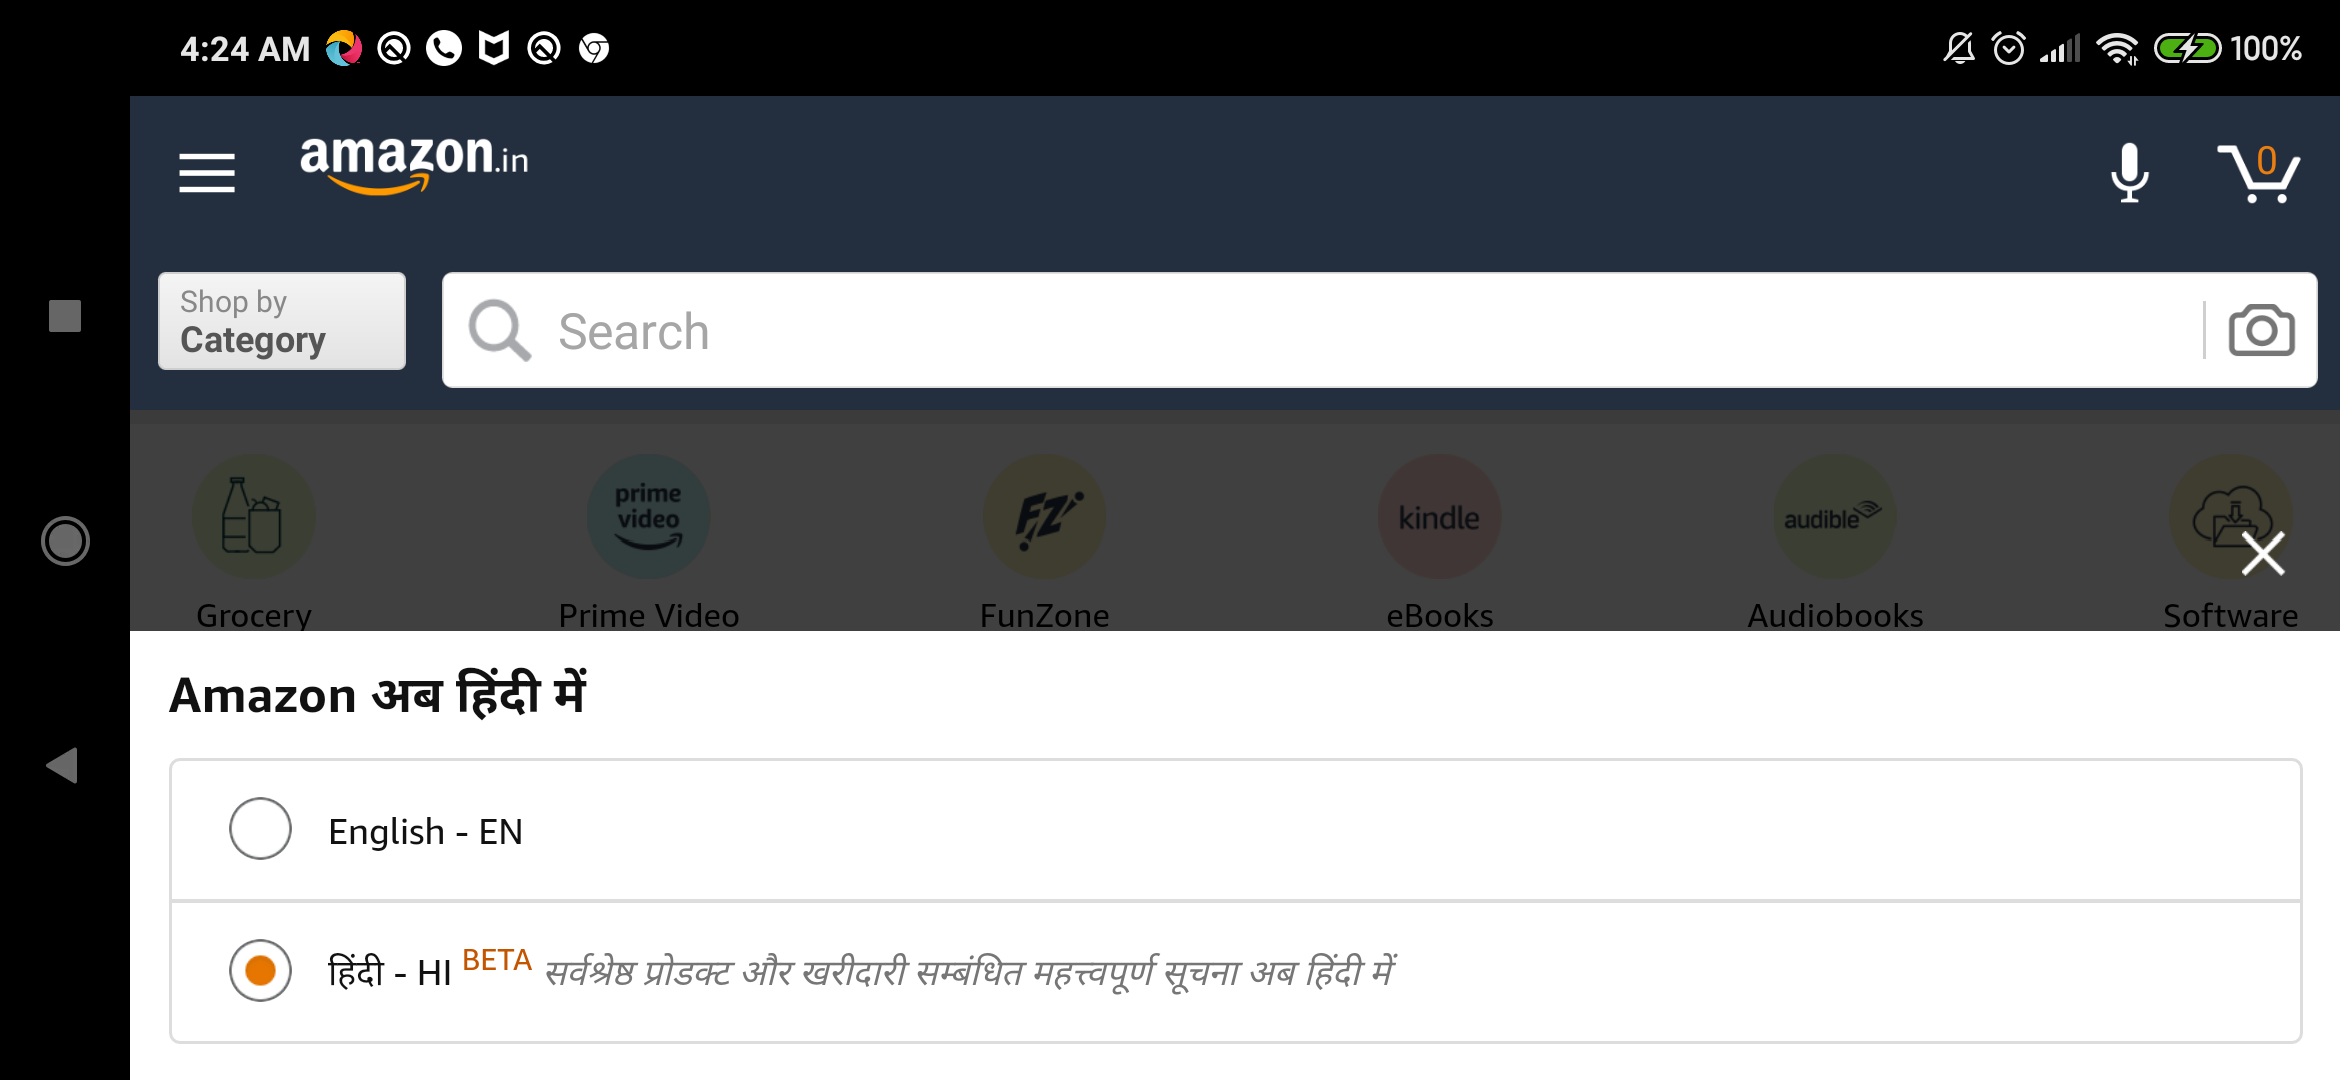 4:24 AM
100%
amazon.in
0
Shop by
Category
Search
prime
video
FZ
kindle
audible
Grocery
Prime Video
FunZone
eBooks
Audiobooks
Software
Amazon अब हिंदी में
English - EN
हिंदी - HI BETA सर्वश्रेष्ठ प्रोडक्ट और खरीदारी सम्बंधित महत्त्वपूर्ण सूचना अब हिंदी में